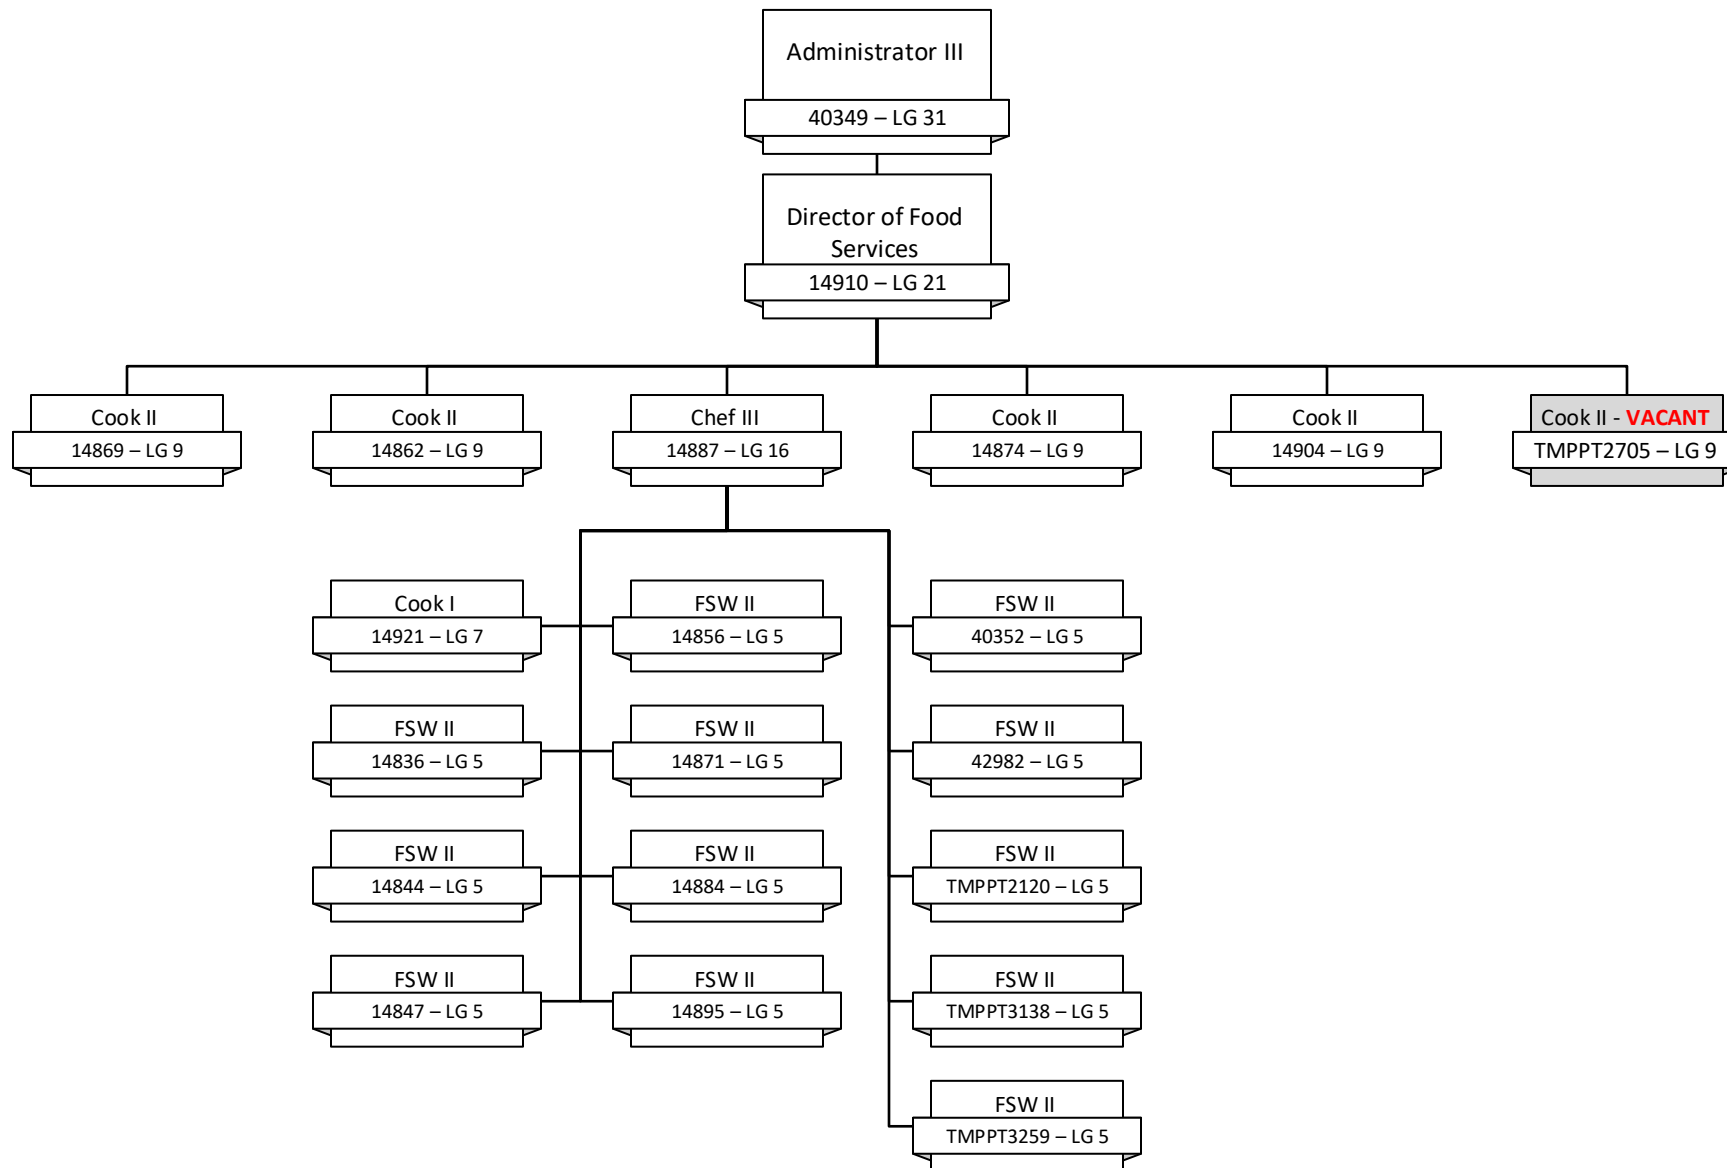 Administrator III
40349 – LG 31
Director of Food
Services
14910 – LG 21
Cook II
14869 – LG 9
Cook II
14862 – LG 9
Chef III
14887 – LG 16
Cook II
14874 – LG 9
Cook II
14904 – LG 9
Cook II - VACANT
TMPPT2705 – LG 9
Cook I
14921 – LG 7
FSW II
14856 – LG 5
FSW II
40352 – LG 5
FSW II
14836 – LG 5
FSW II
14871 – LG 5
FSW II
42982 – LG 5
FSW II
14844 – LG 5
FSW II
14884 – LG 5
FSW II
TMPPT2120 – LG 5
FSW II
14847 – LG 5
FSW II
14895 – LG 5
FSW II
TMPPT3138 – LG 5
FSW II
TMPPT3259 – LG 5